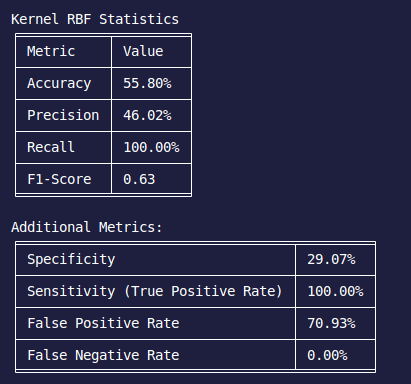 Kernel RBF Statistics
Metric Value
Accuracy 55.80%
Precision 46.02%
Recall 100.00%
F1-Score 0.63
Additional Metrics:
Specificity 29.07%
Sensitivity (True Positive Rate) 100.00%
False Positive Rate 70.93%
False Negative Rate 0.00%